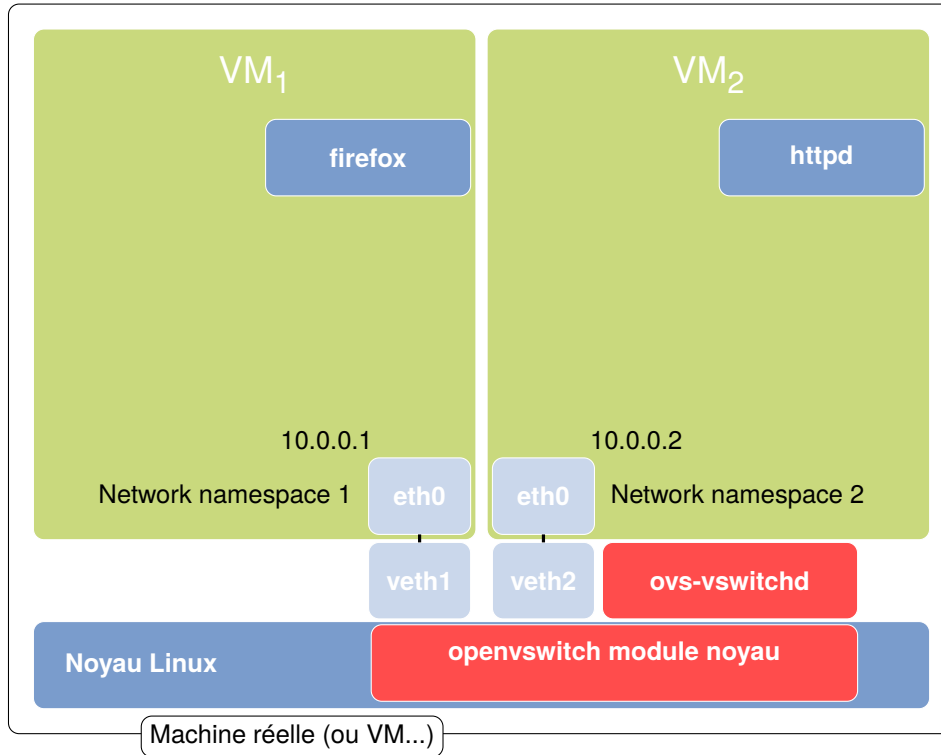 VM1
VM2
firefox
httpd
10.0.0.1
10.0.0.2
Network namespace 1
eth0
eth0
Network namespace 2
veth1
veth2
ovs-vswitchd
Noyau Linux
openvswitch module noyau
Machine réelle (ou VM...)